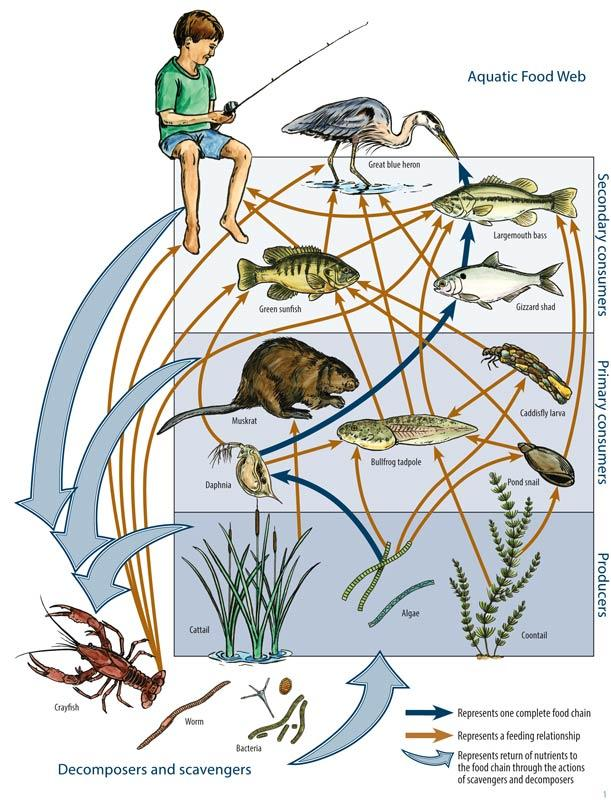 Aquatic Food Web
Great blue heron
Largemouth bass
Green sunfish
Gizzard shad
Secondary consumers
Muskrat
Caddisfly larva
Bullfrog tadpole
Daphnia
Pond snail
Primary consumers
Cattail
Algae
Coontail
Producers
Crayfish
Worm
Bacteria
Decomposers and scavengers
Represents one complete food chain
Represents a feeding relationship
Represents return of nutrients to
the food chain through the actions
of scavengers and decomposers
1